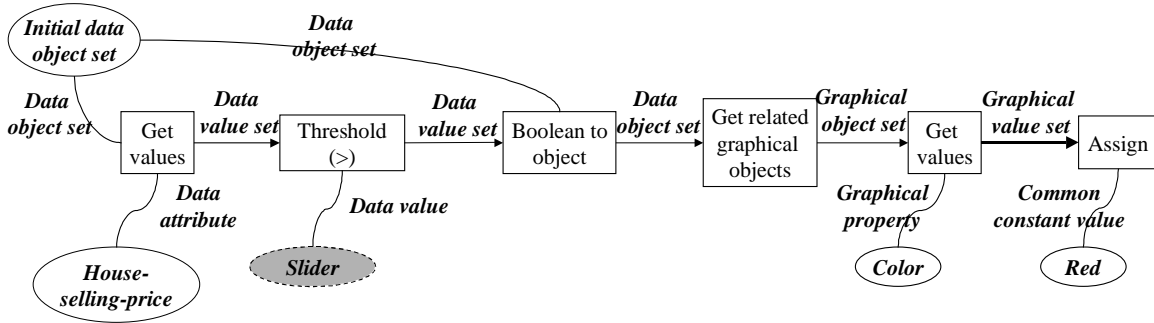 Initial data
object set
Data
object set
Data
object set
Get
values
Data
value set
Threshold
(>)
Data
value set
Boolean to
object
Data
object set
Get related
graphical
objects
Graphical
object set
Get
values
Graphical
value set
Assign
Data
attribute
Data value
Graphical
property
Common
constant value
House-
selling-price
Slider
Color
Red